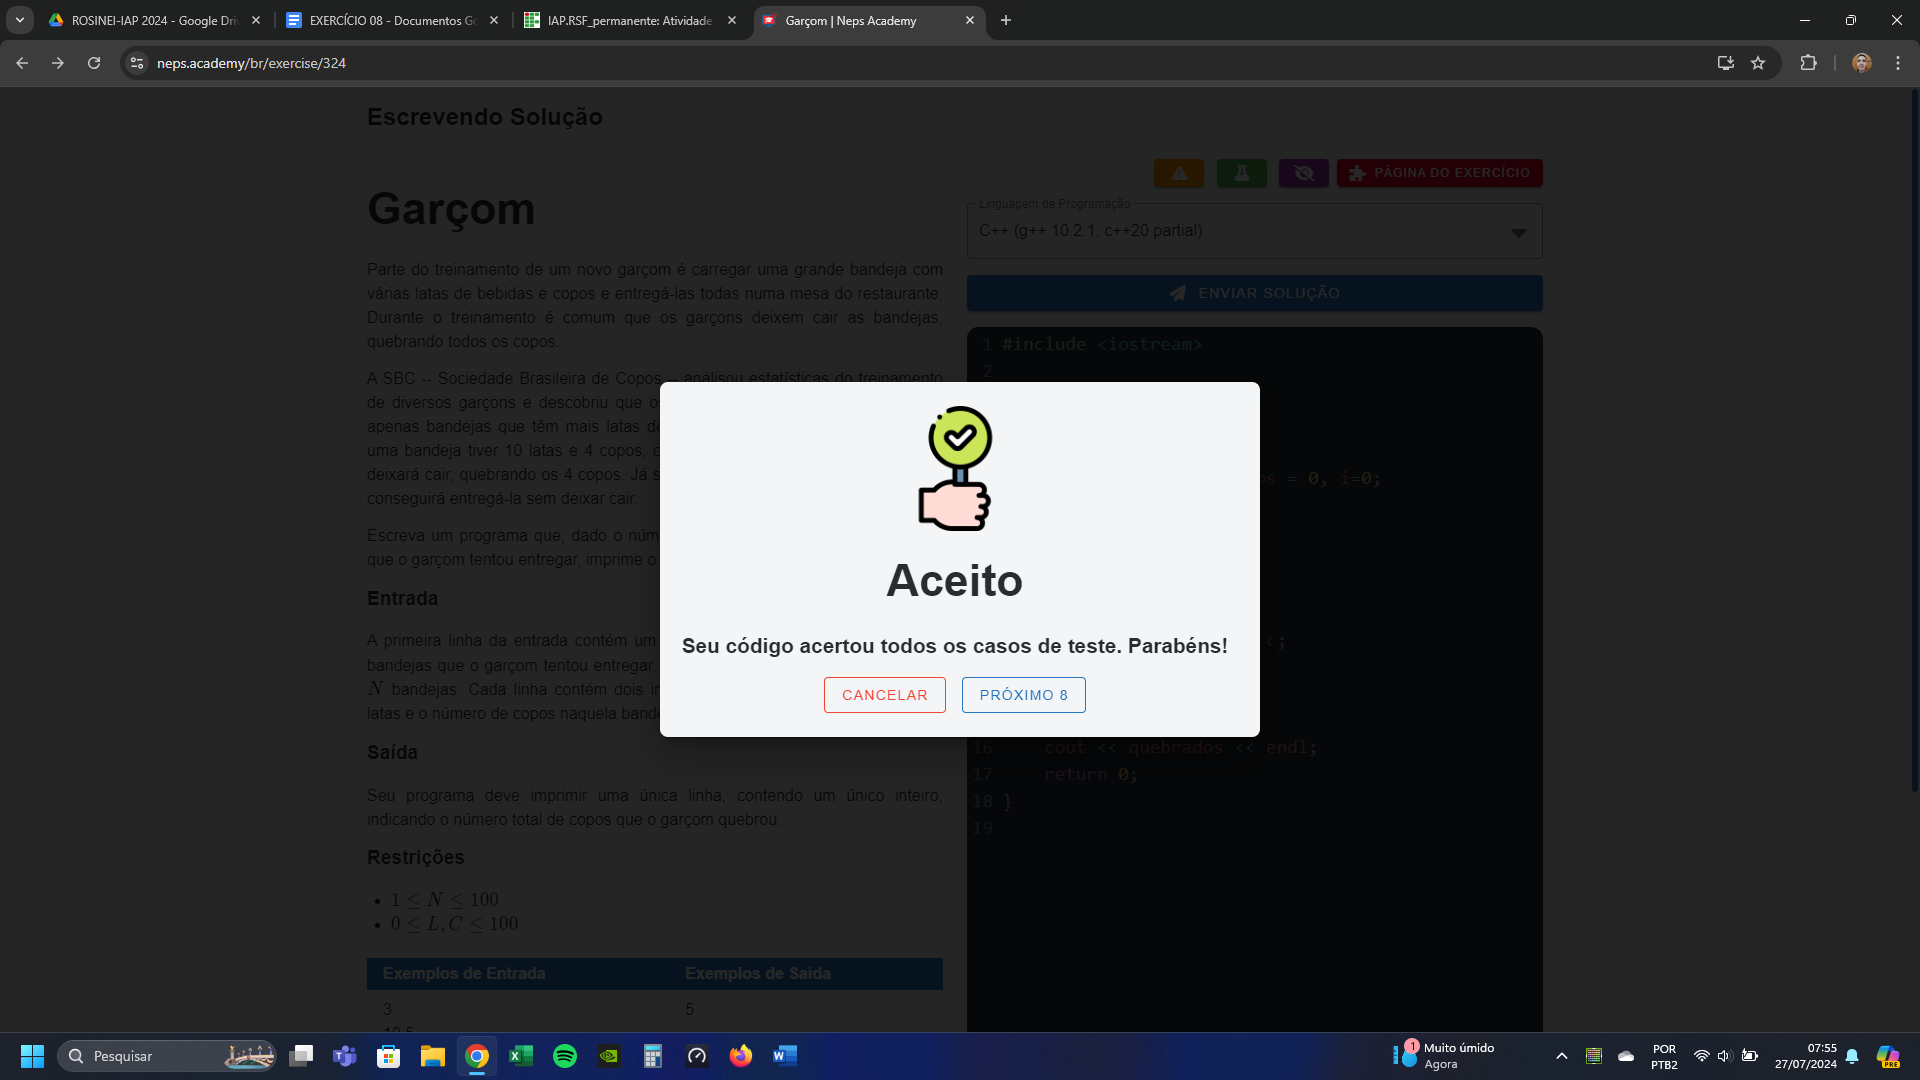 ROSINEI-IAP 2024 - Google Dri
EXERCÍCIO 08 - Documentos Go
IAP.RSF_permanente: Atividade
Garçom | Neps Academy
neps.academy/br/exercise/324
Escrevendo Solução
PÁGINA DO EXERCÍCIO
Garçom
Linguagem de Programação
C++ (g++ 10.2.1; c++20 partial)
Parte do treinamento de um novo garçom é carregar uma grande bandeja com
várias latas de bebidas e copos e entregá-las todas numa mesa do restaurante.
Durante o treinamento é comum que os garçons deixem cair as bandejas,
quebrando todos os copos.
ENVIAR SOLUÇÃO
1 #include <iostream>
2
A SBC -- Sociedade Brasileira de Copos -- analisou estatísticas do treinamento
de diversos garçons e descobriu que o
apenas bandejas que têm mais latas de
uma bandeja tiver 10 latas e 4 copos, o
deixará cair, quebrando os 4 copos. Já s
conseguirá entregá-la sem deixar cair.
os = 0, i=0;
Escreva um programa que, dado o núm
que o garçom tentou entregar, imprime o
Aceito
Entrada
A primeira linha da entrada contém um
bandejas que o garçom tentou entregar.
N bandejas. Cada linha contém dois in
latas e o número de copos naquela bande
c;
Seu código acertou todos os casos de teste. Parabéns!
CANCELAR
PRÓXIMO 8
16 cout << quebrados << endl;
17 return 0;
18 }
19
Saída
Seu programa deve imprimir uma única linha, contendo um único inteiro,
indicando o número total de copos que o garçom quebrou.
Restrições
• 1 ≤ N ≤ 100
• 0 ≤ L, C ≤ 100
Exemplos de Entrada
Exemplos de Saída
3
5
10 5
Pesquisar
1
Muito úmido
Agora
POR
PTB2
07:55
27/07/2024
PRE